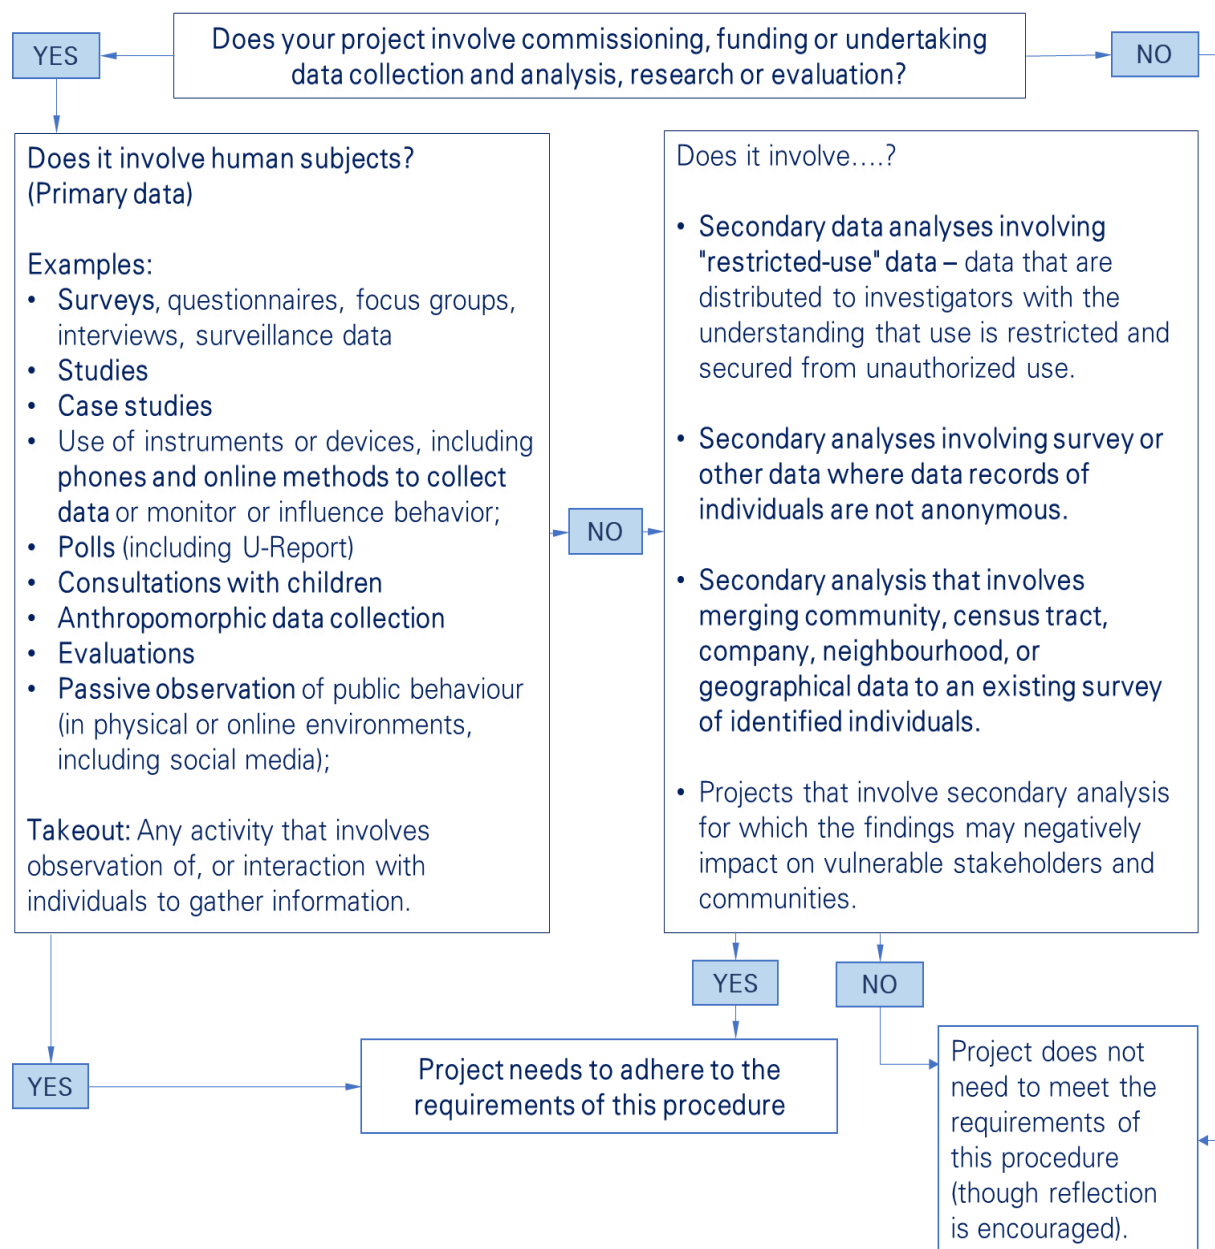 YES
Does your project involve commissioning, funding or undertaking
data collection and analysis, research or evaluation?
NO
Does it involve human subjects?
(Primary data)
Examples:
• Surveys, questionnaires, focus groups,
interviews, surveillance data
• Studies
• Case studies
• Use of instruments or devices, including
phones and online methods to collect
data or monitor or influence behavior;
• Polls (including U-Report)
• Consultations with children
• Anthropomorphic data collection
• Evaluations
• Passive observation of public behaviour
(in physical or online environments,
including social media);
Takeout: Any activity that involves
observation of, or interaction with
individuals to gather information.
NO
Does it involve....?
• Secondary data analyses involving
"restricted-use" data – data that are
distributed to investigators with the
understanding that use is restricted and
secured from unauthorized use.
• Secondary analyses involving survey or
other data where data records of
individuals are not anonymous.
• Secondary analysis that involves
merging community, census tract,
company, neighbourhood, or
geographical data to an existing survey
of identified individuals.
• Projects that involve secondary analysis
for which the findings may negatively
impact on vulnerable stakeholders and
communities.
YES
NO
YES
Project needs to adhere to the
requirements of this procedure
Project does not
need to meet the
requirements of
this procedure
(though reflection
is encouraged).